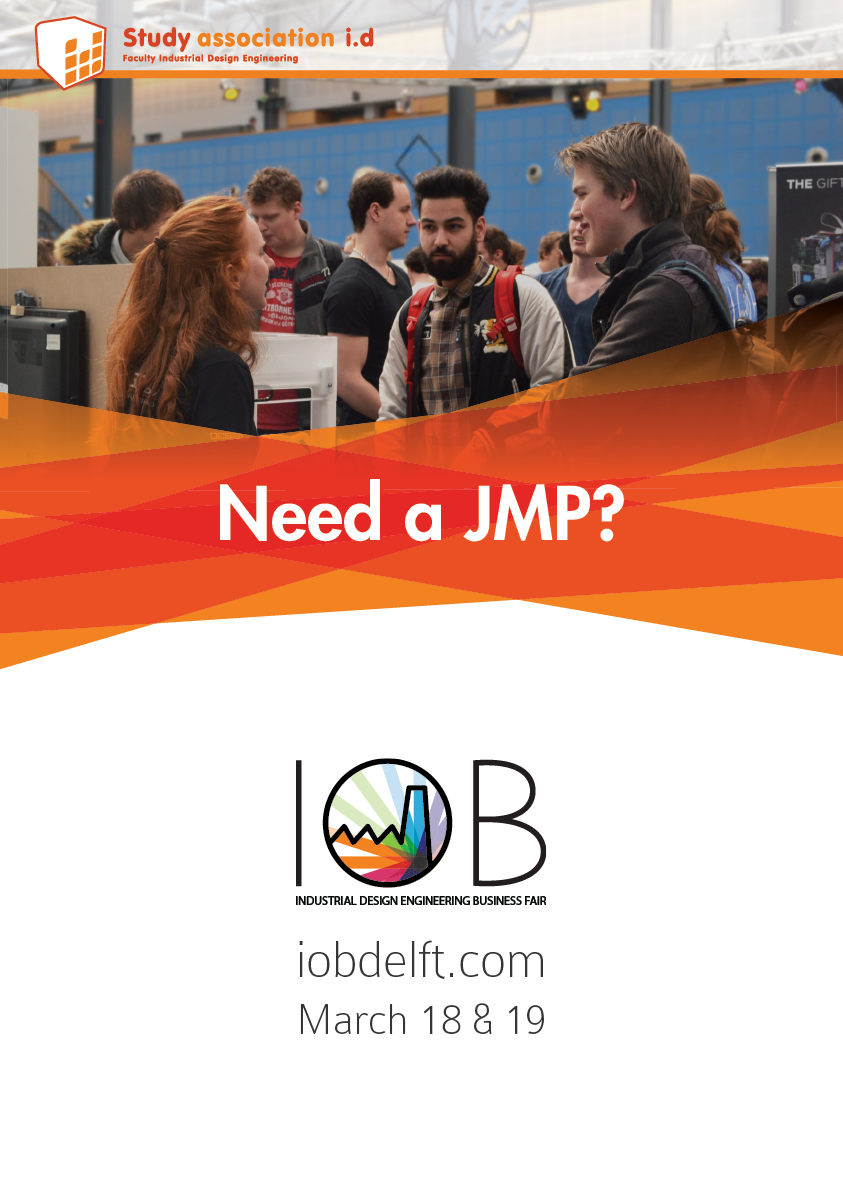 Study association i.d
Faculty Industrial Design Engineering
THE GIFT
Need a JMP?
IOB
INDUSTRIAL DESIGN ENGINEERING BUSINESS FAIR
iobdelft.com
March 18 & 19